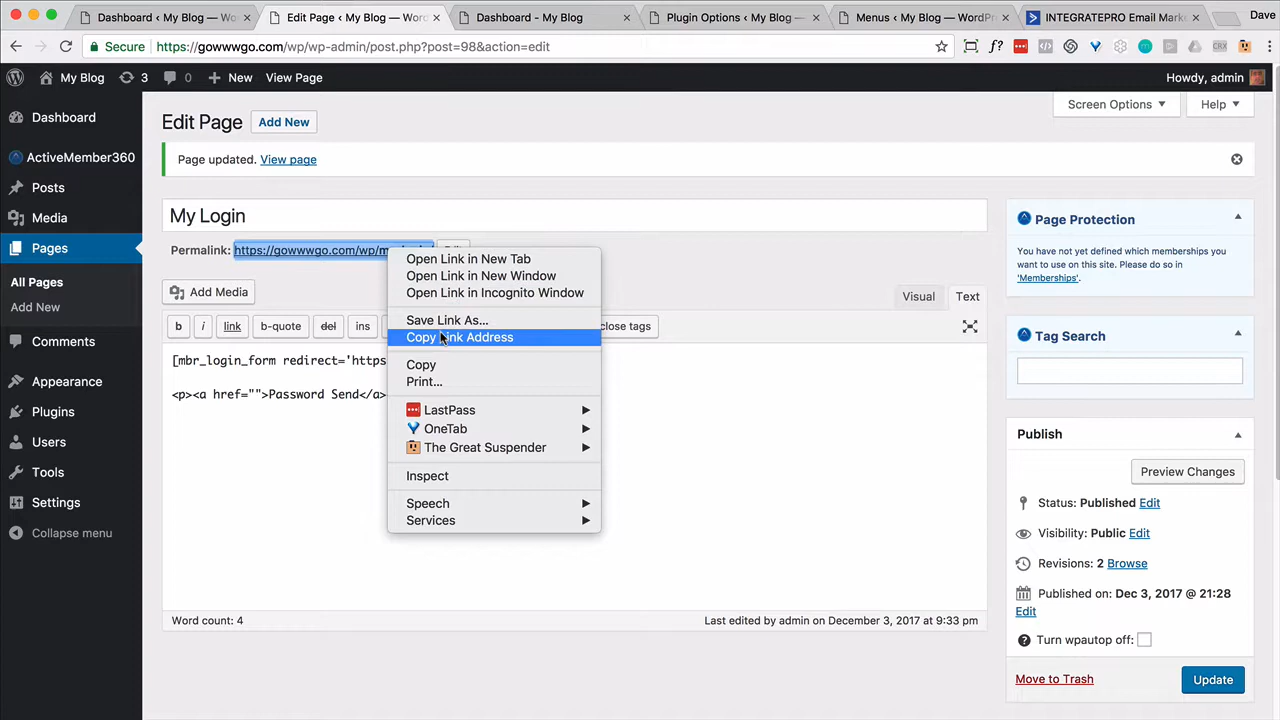 Dashboard ‹ My Blog — WordP
Edit Page ‹ My Blog — WordP
Dashboard - My Blog
Plugin Options ‹ My Blog —
Menus ‹ My Blog — WordPre
INTEGRATEPRO Email Marke
Dave
Secure
https://gowwwgo.com/wp/wp-admin/post.php?post=98&action=edit
My Blog
3
0
New
View Page
Howdy, admin
Dashboard
ActiveMember360
Posts
Media
Pages
All Pages
Add New
Comments
Appearance
Plugins
Users
Tools
Settings
Collapse menu
Edit Page
Add New
Screen Options
Help
Page updated. View page
My Login
Permalink: https://gowwwgo.com/wp/
Add Media
Visual
Text
b
i
link
b-quote
del
ins
close tags
[mbr_login_form redirect='https
<p><a href="">Password Send</a>
Word count: 4
Last edited by admin on December 3, 2017 at 9:33 pm
Open Link in New Tab
Open Link in New Window
Open Link in Incognito Window
Save Link As...
Copy Link Address
Copy
Print...
LastPass
OneTab
The Great Suspender
Inspect
Speech
Services
Page Protection
You have not yet defined which memberships you
want to use on this site. Please do so in
'Memberships'.
Tag Search
Publish
Preview Changes
Status: Published Edit
Visibility: Public Edit
Revisions: 2 Browse
Published on: Dec 3, 2017 @ 21:28
Edit
Turn wpautop off:
Move to Trash
Update